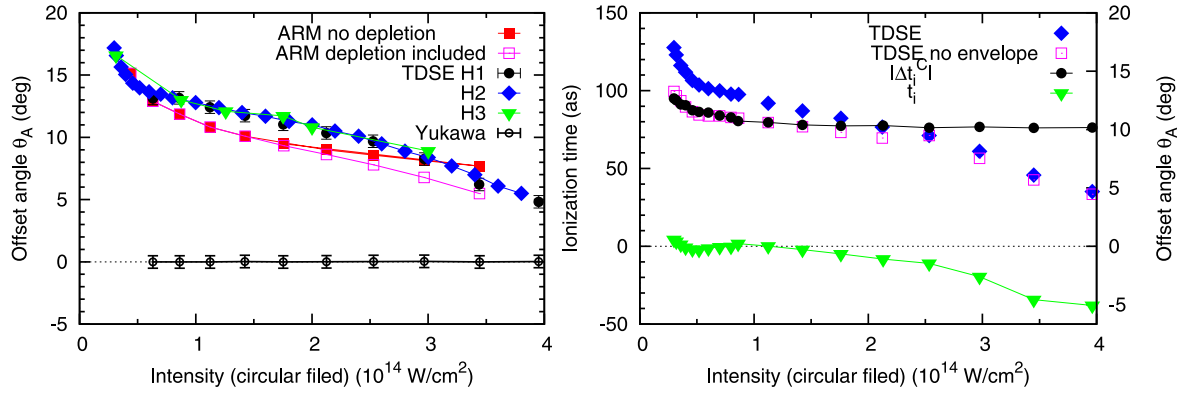 20
15
10
5
0
-5
Offset angle θA (deg)
ARM no depletion
ARM depletion included
TDSE H1
H2
H3
Yukawa
0 1 2 3 4
Intensity (circular filed) (10^14 W/cm^2)
150
100
50
0
-50
Ionization time (as)
TDSE
TDSE no envelope
|Δt_i^C|
t_i
20
15
10
5
0
-5
Offset angle θA (deg)
0 1 2 3 4
Intensity (circular filed) (10^14 W/cm^2)